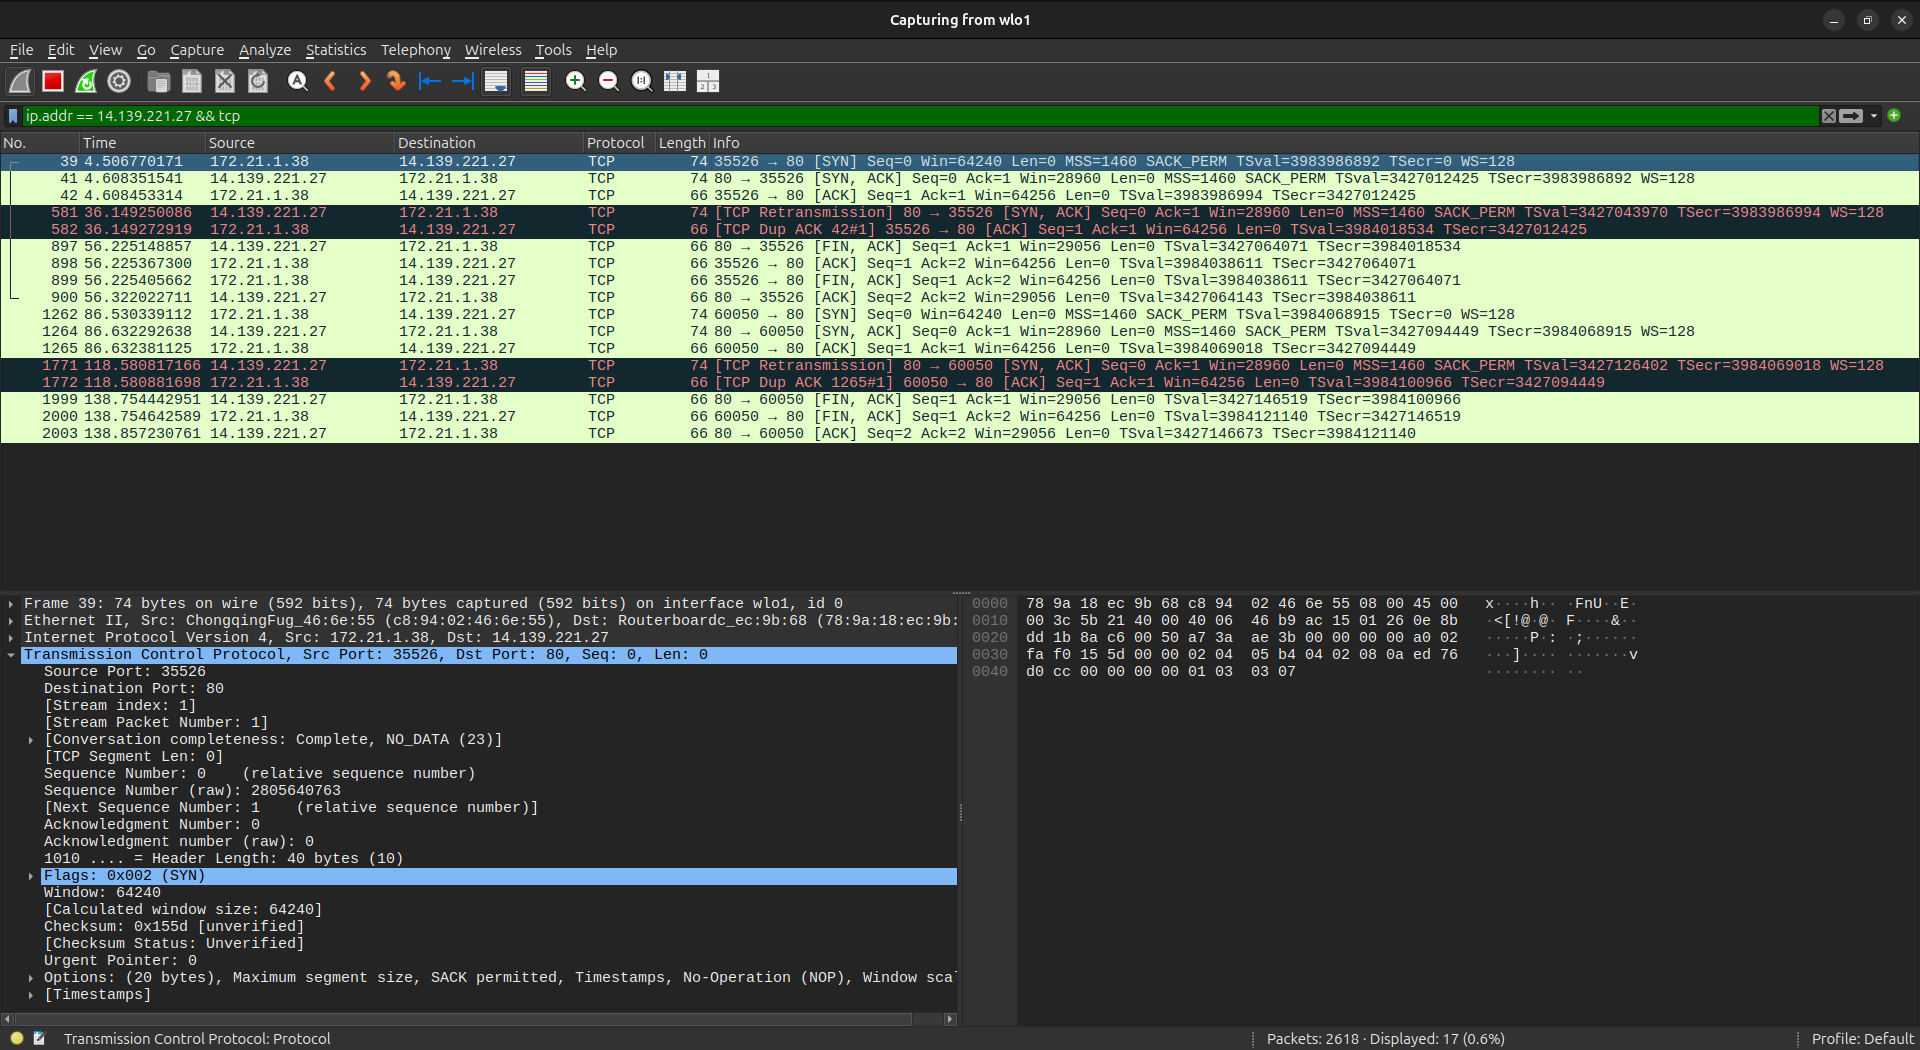 Capturing from wlo1
File Edit View Go Capture Analyze Statistics Telephony Wireless Tools Help
ip.addr == 14.139.221.27 && tcp
No. Time Source Destination Protocol Length Info
39 4.506770171 172.21.1.38 14.139.221.27 TCP 74 35526 → 80 [SYN] Seq=0 Win=64240 Len=0 MSS=1460 SACK_PERM TSval=3983986892 TSecr=0 WS=128
41 4.608351541 14.139.221.27 172.21.1.38 TCP 74 80 → 35526 [SYN, ACK] Seq=0 Ack=1 Win=28960 Len=0 MSS=1460 SACK_PERM TSval=3427012425 TSecr=3983986892 WS=128
42 4.608453314 172.21.1.38 14.139.221.27 TCP 66 35526 → 80 [ACK] Seq=1 Ack=1 Win=64256 Len=0 TSval=3983986994 TSecr=3427012425
581 36.149250086 14.139.221.27 172.21.1.38 TCP 74 [TCP Retransmission] 80 → 35526 [SYN, ACK] Seq=0 Ack=1 Win=28960 Len=0 MSS=1460 SACK_PERM TSval=3427043970 TSecr=3983986994 WS=128
582 36.149272919 172.21.1.38 14.139.221.27 TCP 66 [TCP Dup ACK 42#1] 35526 → 80 [ACK] Seq=1 Ack=1 Win=64256 Len=0 TSval=3984018534 TSecr=3427012425
897 56.225148857 14.139.221.27 172.21.1.38 TCP 66 80 → 35526 [FIN, ACK] Seq=1 Ack=1 Win=29056 Len=0 TSval=3427064071 TSecr=3984018534
898 56.225367300 172.21.1.38 14.139.221.27 TCP 66 35526 → 80 [ACK] Seq=1 Ack=2 Win=64256 Len=0 TSval=3984038611 TSecr=3427064071
899 56.225405662 172.21.1.38 14.139.221.27 TCP 66 35526 → 80 [FIN, ACK] Seq=1 Ack=2 Win=64256 Len=0 TSval=3984038611 TSecr=3427064071
900 56.322022711 14.139.221.27 172.21.1.38 TCP 66 80 → 35526 [ACK] Seq=2 Ack=2 Win=29056 Len=0 TSval=3427064143 TSecr=3984038611
1262 86.530339112 172.21.1.38 14.139.221.27 TCP 74 60050 → 80 [SYN] Seq=0 Win=64240 Len=0 MSS=1460 SACK_PERM TSval=3984068915 TSecr=0 WS=128
1264 86.632292638 14.139.221.27 172.21.1.38 TCP 74 80 → 60050 [SYN, ACK] Seq=0 Ack=1 Win=28960 Len=0 MSS=1460 SACK_PERM TSval=3427094449 TSecr=3984068915 WS=128
1265 86.632381125 172.21.1.38 14.139.221.27 TCP 66 60050 → 80 [ACK] Seq=1 Ack=1 Win=64256 Len=0 TSval=3984069018 TSecr=3427094449
1771 118.580817166 14.139.221.27 172.21.1.38 TCP 74 [TCP Retransmission] 80 → 60050 [SYN, ACK] Seq=0 Ack=1 Win=28960 Len=0 MSS=1460 SACK_PERM TSval=3427126402 TSecr=3984069018 WS=128
1772 118.580881698 172.21.1.38 14.139.221.27 TCP 66 [TCP Dup ACK 1265#1] 60050 → 80 [ACK] Seq=1 Ack=1 Win=64256 Len=0 TSval=3984100966 TSecr=3427094449
1999 138.754442951 14.139.221.27 172.21.1.38 TCP 66 80 → 60050 [FIN, ACK] Seq=1 Ack=1 Win=29056 Len=0 TSval=3427146519 TSecr=3984100966
2000 138.754642589 172.21.1.38 14.139.221.27 TCP 66 60050 → 80 [FIN, ACK] Seq=1 Ack=2 Win=64256 Len=0 TSval=3984121140 TSecr=3427146519
2003 138.857230761 14.139.221.27 172.21.1.38 TCP 66 80 → 60050 [ACK] Seq=2 Ack=2 Win=29056 Len=0 TSval=3427146673 TSecr=3984121140
Frame 39: 74 bytes on wire (592 bits), 74 bytes captured (592 bits) on interface wlo1, id 0
Ethernet II, Src: ChongqingFug_46:6e:55 (c8:94:02:46:6e:55), Dst: Routerboardc_ec:9b:68 (78:9a:18:ec:9b:
Internet Protocol Version 4, Src: 172.21.1.38, Dst: 14.139.221.27
Transmission Control Protocol, Src Port: 35526, Dst Port: 80, Seq: 0, Len: 0
Source Port: 35526
Destination Port: 80
[Stream index: 1]
[Stream Packet Number: 1]
[Conversation completeness: Complete, NO_DATA (23)]
[TCP Segment Len: 0]
Sequence Number: 0 (relative sequence number)
Sequence Number (raw): 2805640763
[Next Sequence Number: 1 (relative sequence number)]
Acknowledgment Number: 0
Acknowledgment number (raw): 0
1010 .... = Header Length: 40 bytes (10)
Flags: 0x002 (SYN)
Window: 64240
[Calculated window size: 64240]
Checksum: 0x155d [unverified]
[Checksum Status: Unverified]
Urgent Pointer: 0
Options: (20 bytes), Maximum segment size, SACK permitted, Timestamps, No-Operation (NOP), Window scal
[Timestamps]
0000 78 9a 18 ec 9b 68 c8 94 02 46 6e 55 08 00 45 00 x····h·· ·FnU··E·
0010 00 3c 5b 21 40 00 40 06 46 b9 ac 15 01 26 0e 8b ·<[!@·@· F····&··
0020 dd 1b 8a c6 00 50 a7 3a ae 3b 00 00 00 00 a0 02 ·····P·: ·;······
0030 fa f0 15 5d 00 00 02 04 05 b4 04 02 08 0a ed 76 ···]···· ·······v
0040 d0 cc 00 00 00 00 01 03 03 07 ········ ··
Transmission Control Protocol: Protocol
Packets: 2618 · Displayed: 17 (0.6%)
Profile: Default